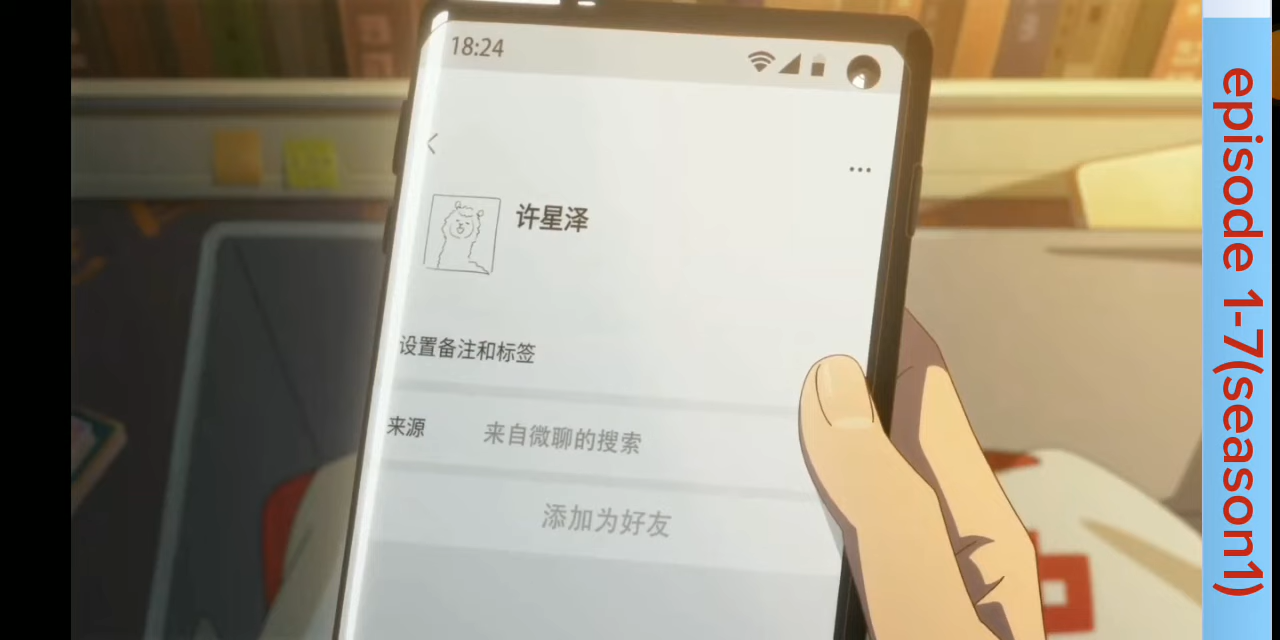 18:24
许星泽
设置备注和标签
来源 来自微聊的搜索
添加为好友
episode 1-7(season1)